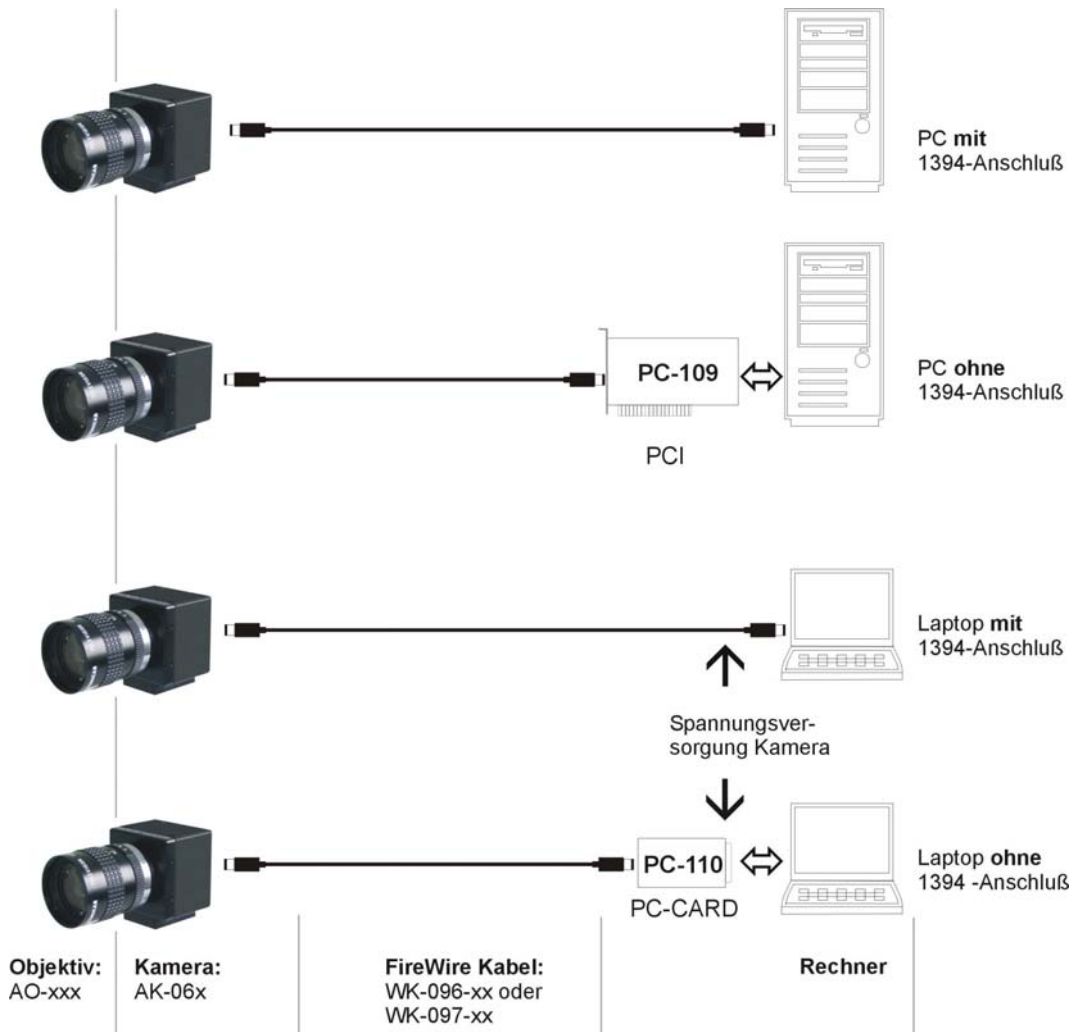 PC mit
1394-Anschluß
PC-109
PCI
PC ohne
1394-Anschluß
Laptop mit
1394-Anschluß
Spannungsver-
sorgung Kamera
PC-110
PC-CARD
Laptop ohne
1394 -Anschluß
Objektiv:
AO-xxx
Kamera:
AK-06x
FireWire Kabel:
WK-096-xx oder
WK-097-xx
Rechner